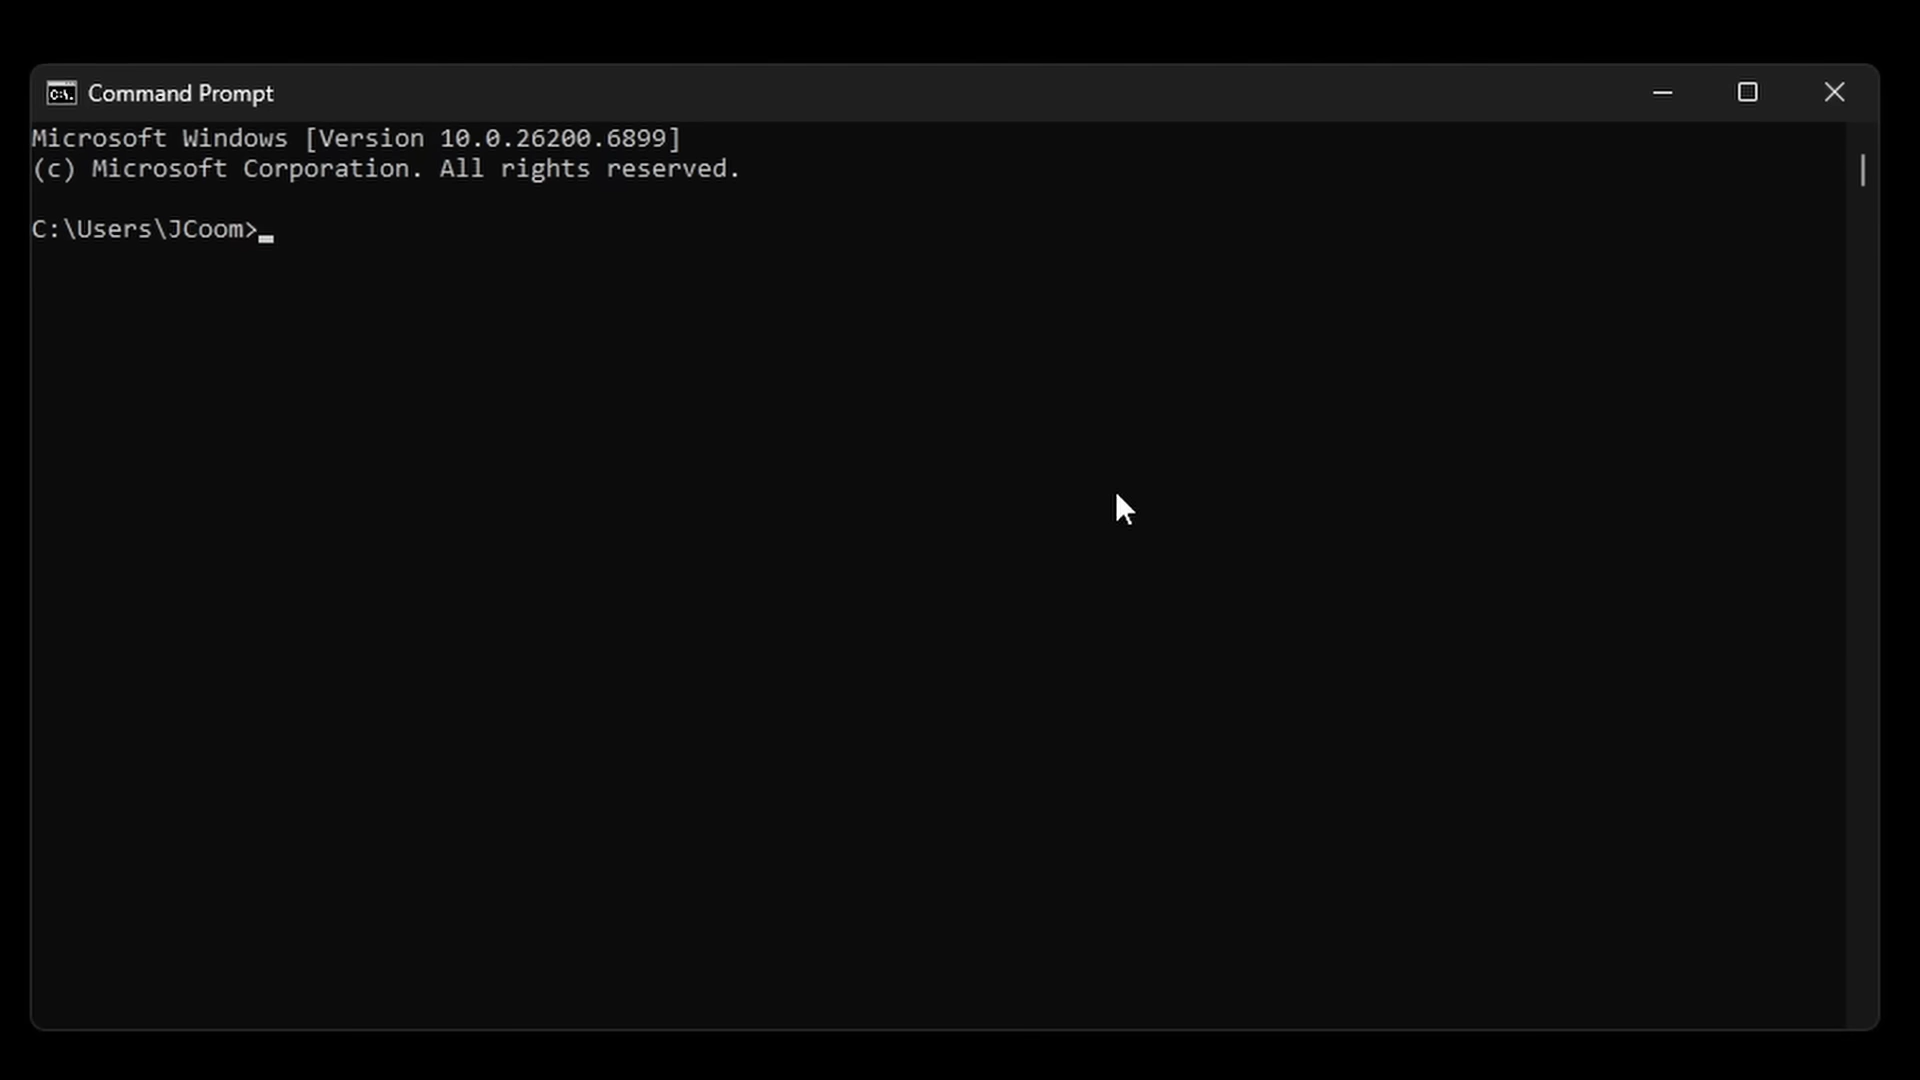 Command Prompt
Microsoft Windows [Version 10.0.26200.6899]
(c) Microsoft Corporation. All rights reserved.
C:\Users\JCoom>